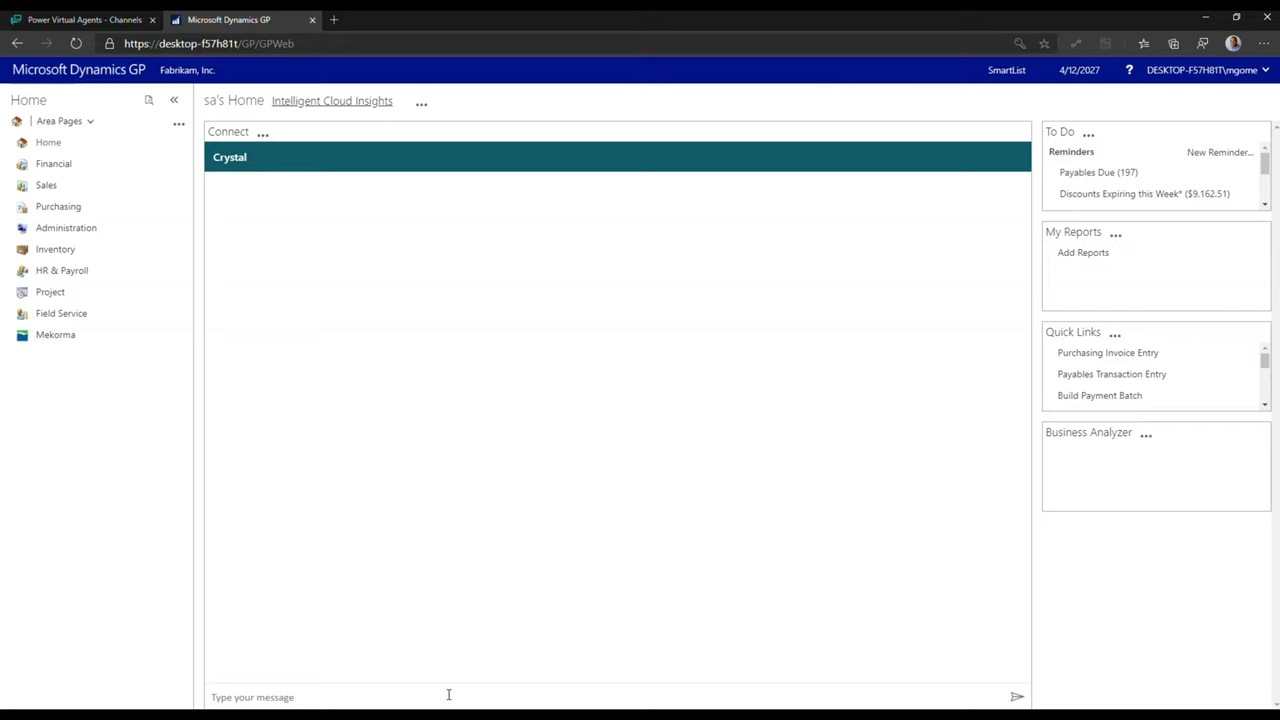 Power Virtual Agents - Channels
Microsoft Dynamics GP
https://desktop-f57h81t/GP/GPWeb
Microsoft Dynamics GP
Fabrikam, Inc.
SmartList
4/12/2027
?
DESKTOP-F57H81T\mgome
Home
Area Pages
Home
Financial
Sales
Purchasing
Administration
Inventory
HR & Payroll
Project
Field Service
Mekorma
sa's Home
Intelligent Cloud Insights
Connect
Crystal
Type your message
To Do
Reminders
New Reminder...
Payables Due (197)
Discounts Expiring this Week* ($9.162.51)
My Reports
Add Reports
Quick Links
Purchasing Invoice Entry
Payables Transaction Entry
Build Payment Batch
Business Analyzer